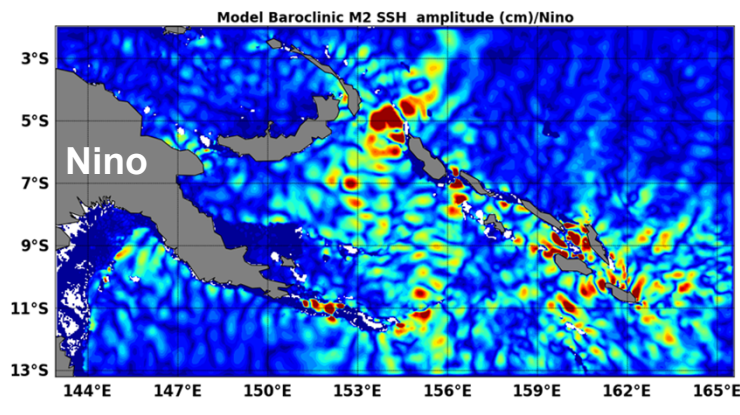 Model Baroclinic M2 SSH amplitude (cm)/Nino
3°S
5°S
Nino
7°S
9°S
11°S
13°S
144°E 147°E 150°E 153°E 156°E 159°E 162°E 165°E